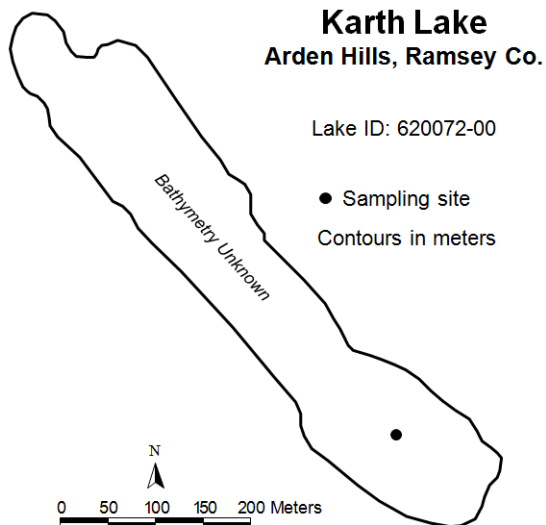 Karth Lake
Arden Hills, Ramsey Co.
Lake ID: 620072-00
Sampling site
Contours in meters
Bathymetry Unknown
N
0 50 100 150 200 Meters